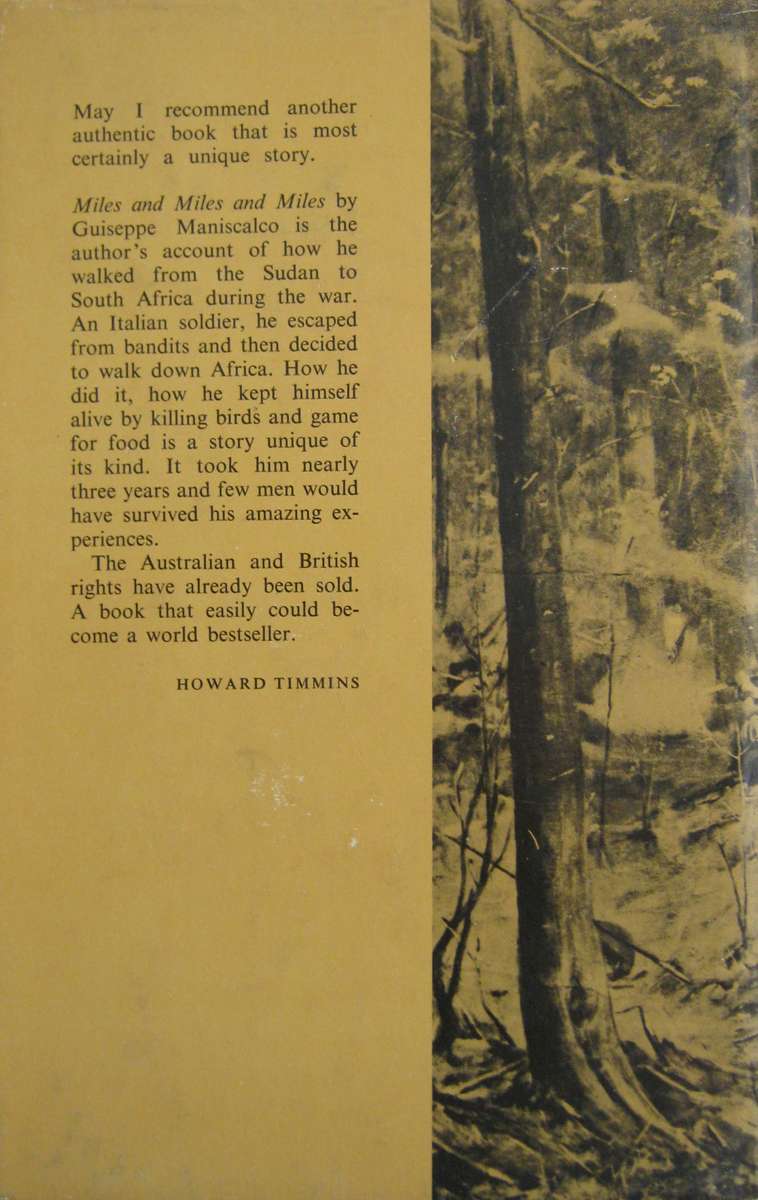 May I recommend another
authentic book that is most
certainly a unique story.
Miles and Miles and Miles by
Guiseppe Maniscalco is the
author's account of how he
walked from the Sudan to
South Africa during the war.
An Italian soldier, he escaped
from bandits and then decided
to walk down Africa. How he
did it, how he kept himself
alive by killing birds and game
for food is a story unique of
its kind. It took him nearly
three years and few men would
have survived his amazing ex-
periences.
The Australian and British
rights have already been sold.
A book that easily could be-
come a world bestseller.
HOWARD TIMMINS